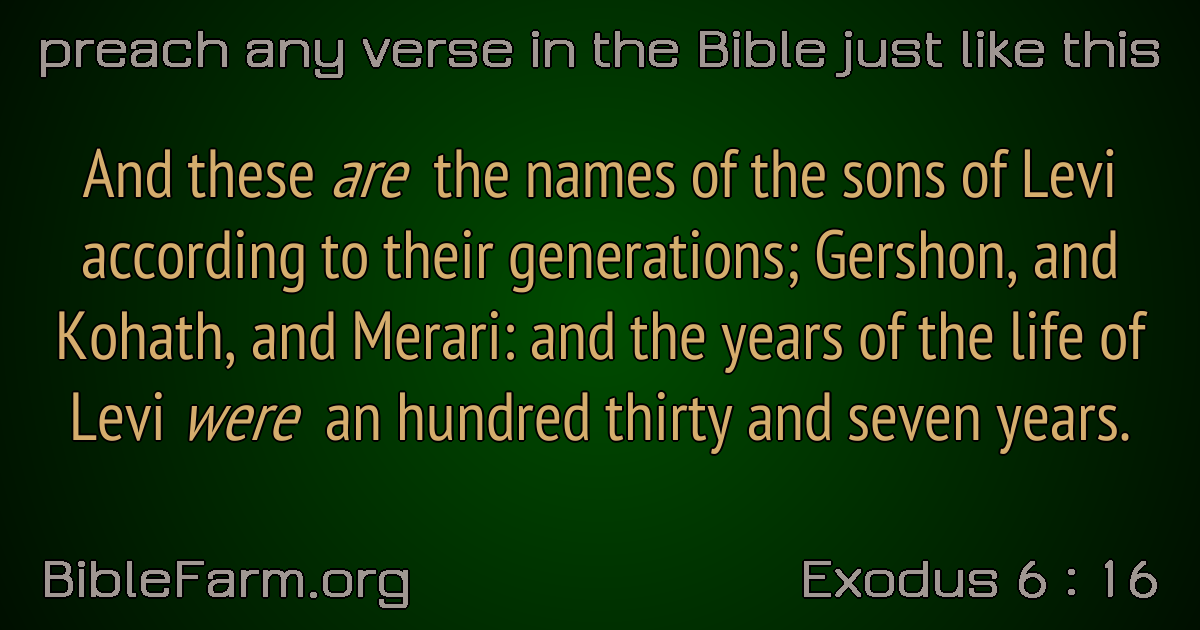 preach any verse in the Bible just like this
And these are the names of the sons of Levi
according to their generations; Gershon, and
Kohath, and Merari: and the years of the life of
Levi were an hundred thirty and seven years.
BibleFarm.org
Exodus 6 : 16